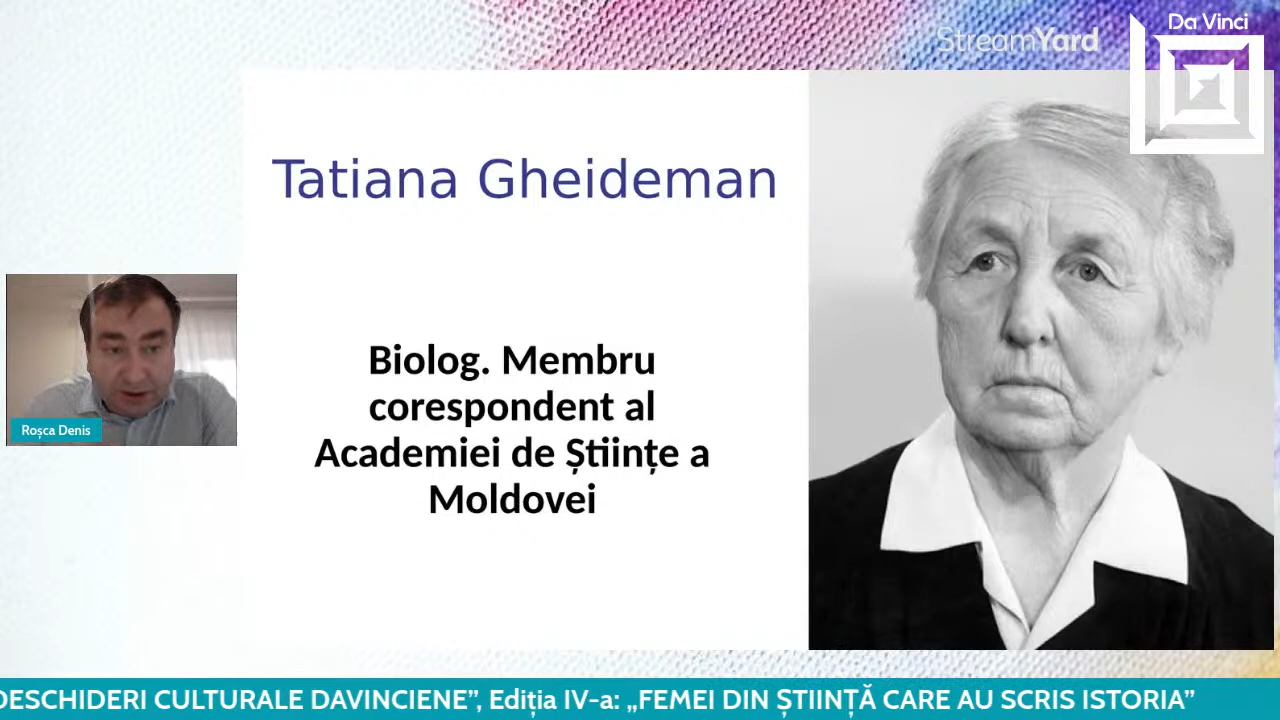 StreamYard
Da Vinci
Tatiana Gheideman
Biolog. Membru
corespondent al
Academiei de Științe a
Moldovei
Roșca Denis
DESCHIDERI CULTURALE DAVINCIENE”, Ediția IV-a: „FEMEI DIN ȘTIINȚĂ CARE AU SCRIS ISTORIA”